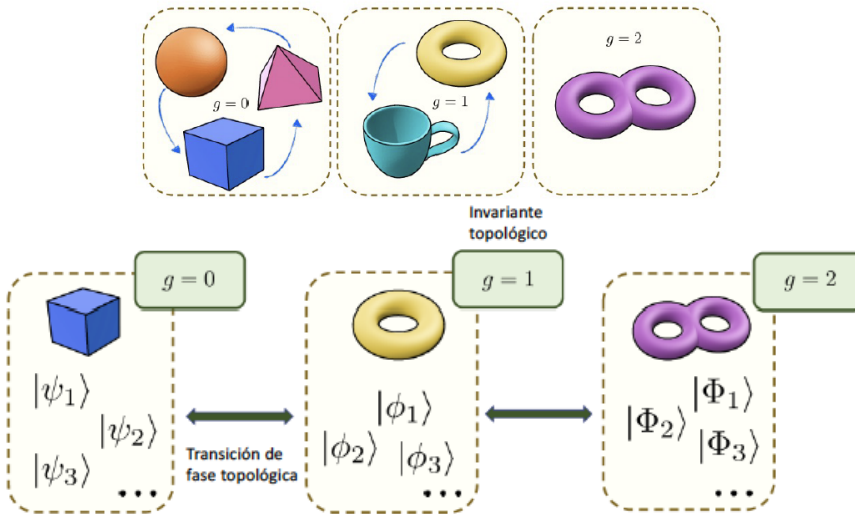 g = 0
g = 1
g = 2
Invariante
topológico
g = 0
g = 1
g = 2
|ψ₁⟩
|ψ₂⟩
|ψ₃⟩
...
Transición de
fase topológica
|ϕ₁⟩
|ϕ₂⟩ |ϕ₃⟩
...
|Φ₁⟩
|Φ₂⟩
|Φ₃⟩
...